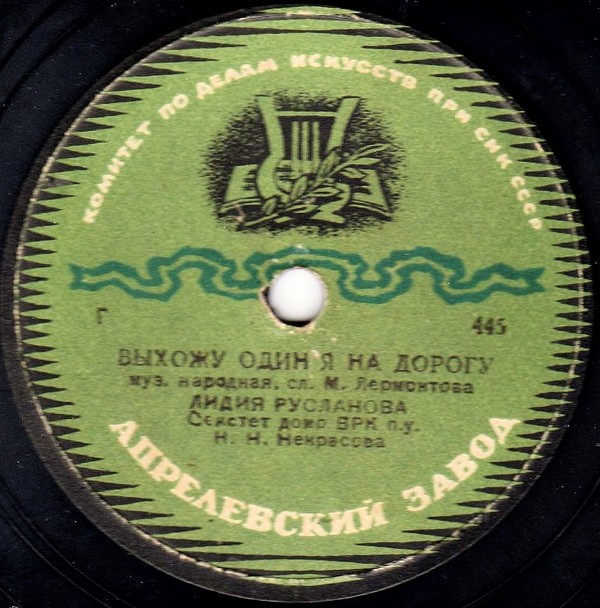 КОМИТЕТ ПО ДЕЛАМ ИСКУССТВ ПРИ СНК СССР
Г 445
ВЫХОЖУ ОДИН Я НА ДОРОГУ
муз. народная, сл. М. Лермонтова
ЛИДИЯ РУСЛАНОВА
Секстет домр ВРК п.у.
Н. Н. Некрасова
АПРЕЛЕВСКИЙ ЗАВОД